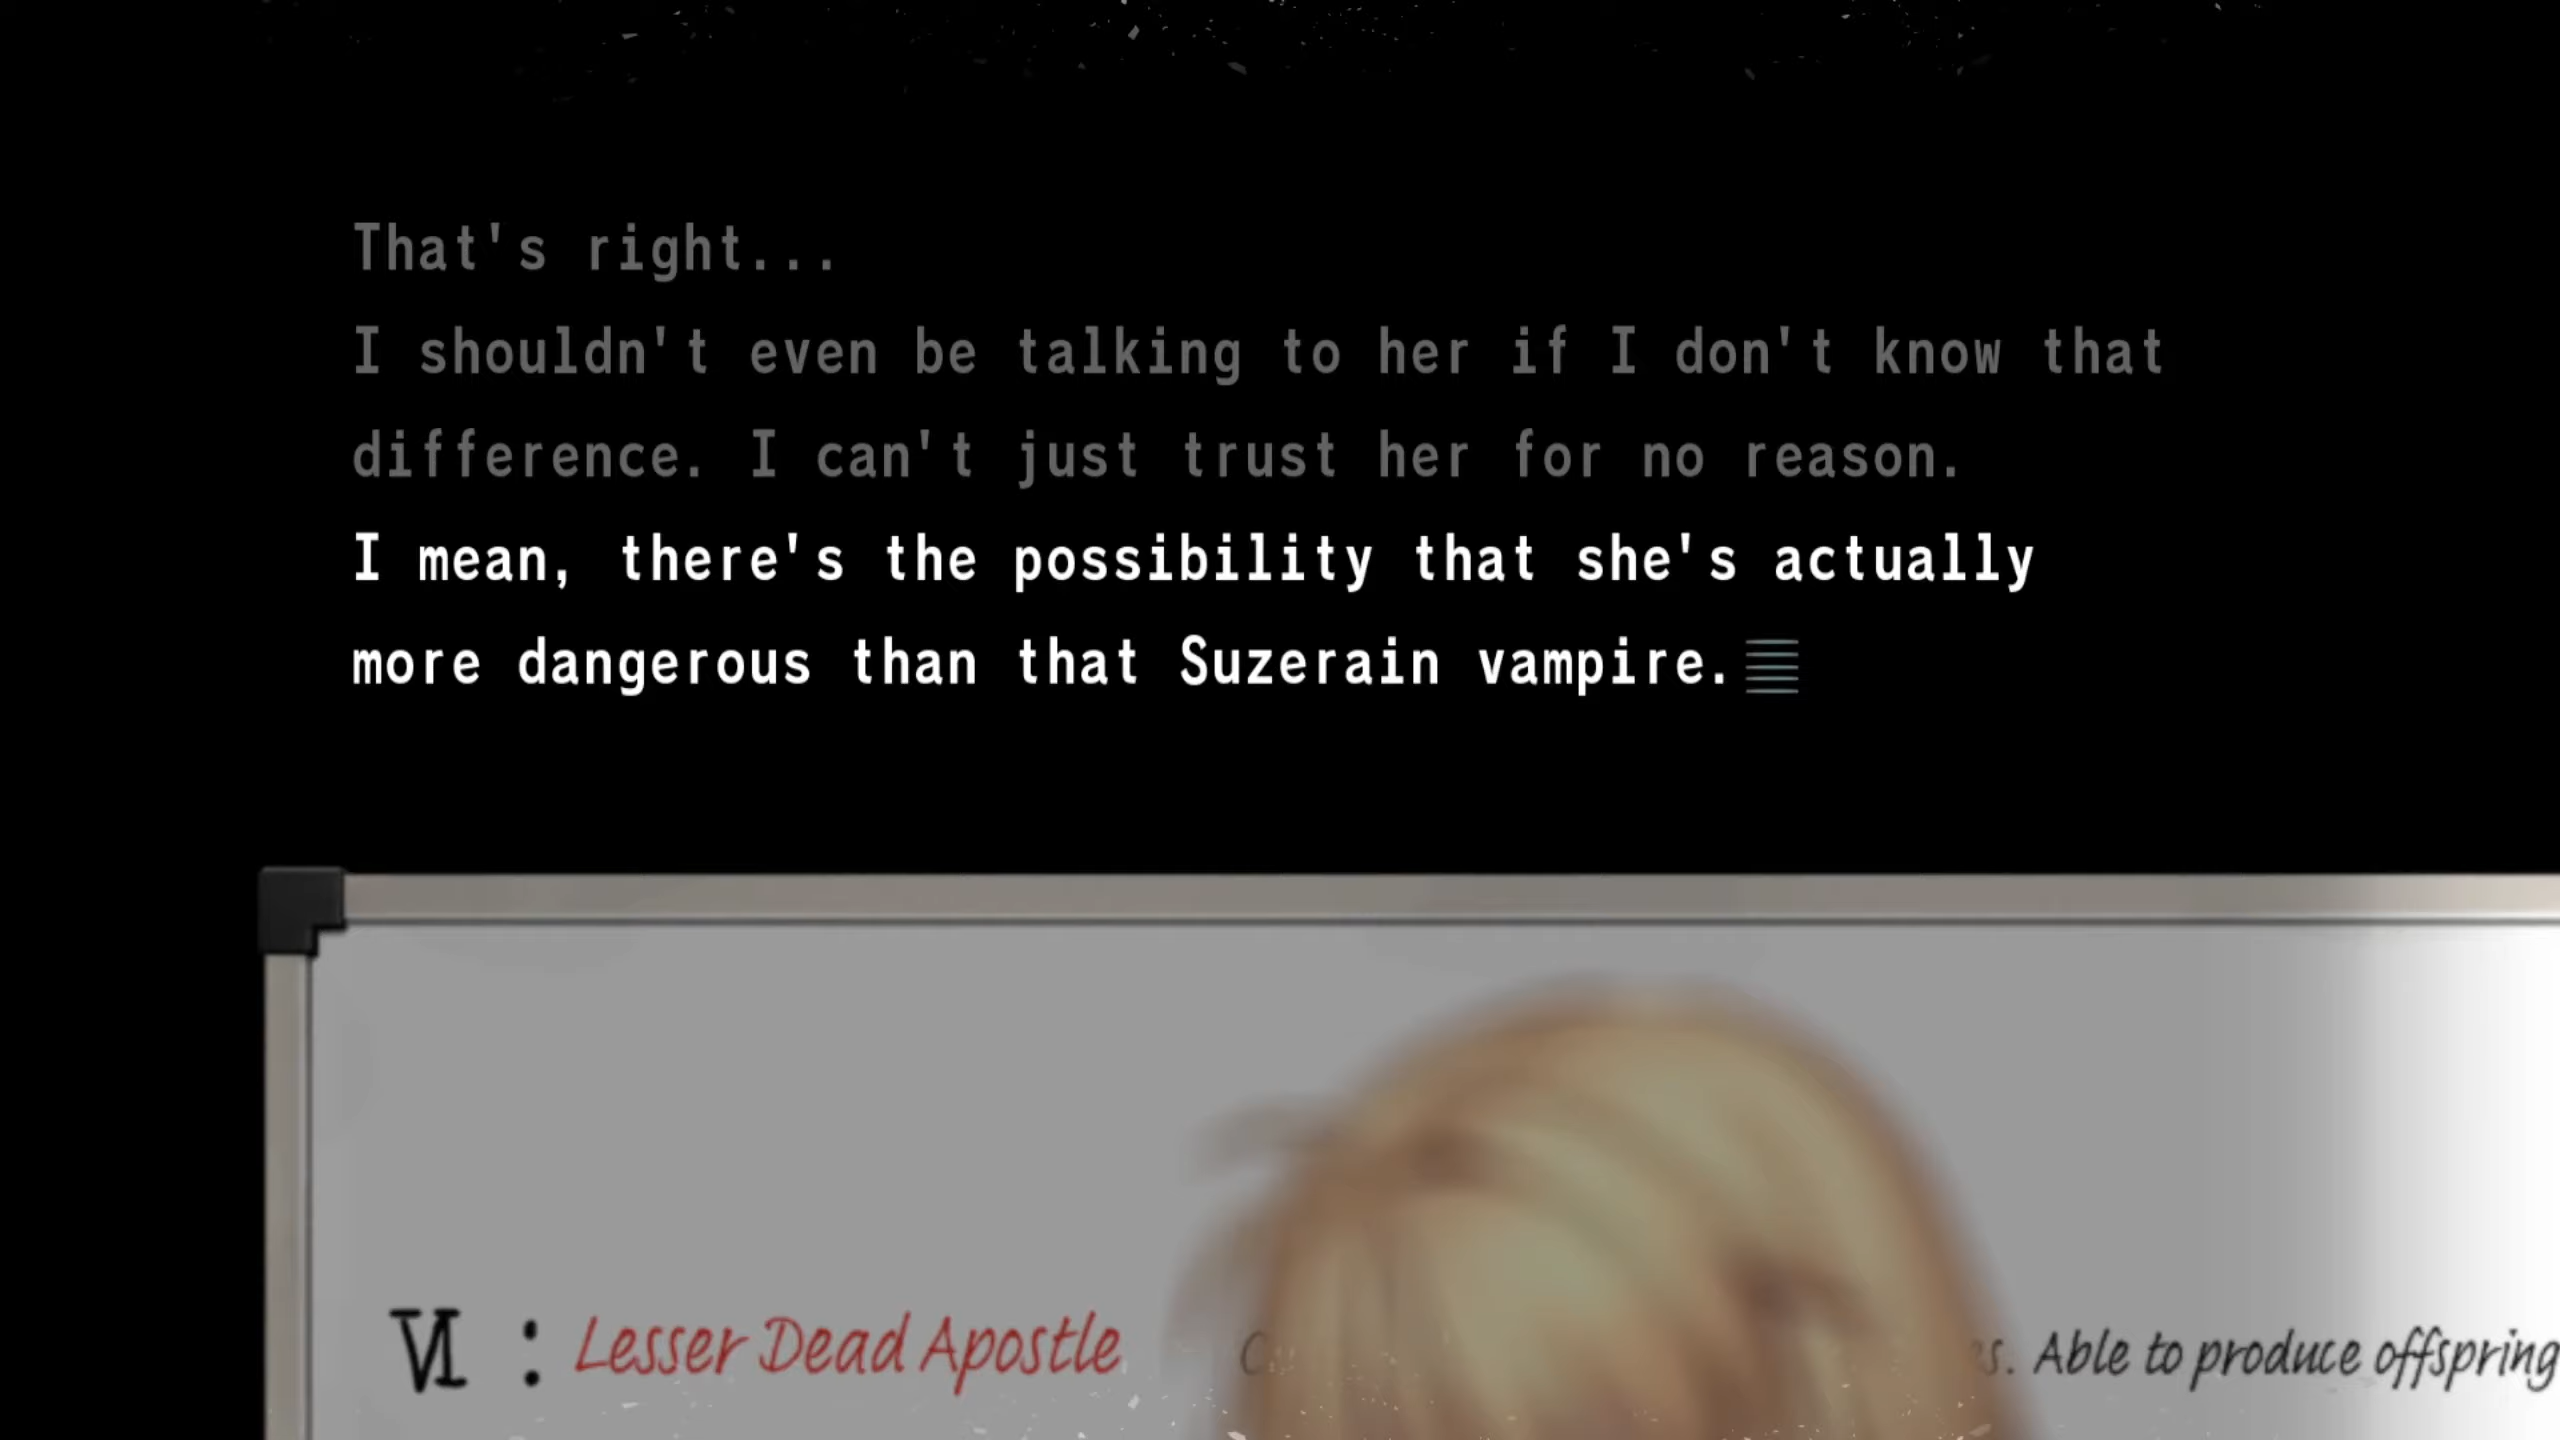 That's right...
I shouldn't even be talking to her if I don't know that
difference. I can't just trust her for no reason.
I mean, there's the possibility that she's actually
more dangerous than that Suzerain vampire.
Ⅵ : Lesser Dead Apostle Able to produce offspring